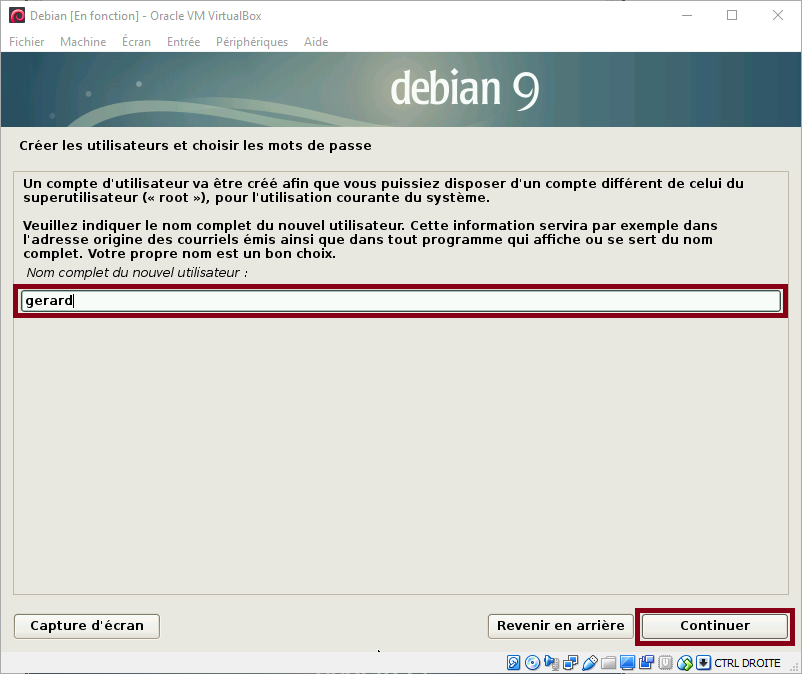 Debian [En fonction] - Oracle VM VirtualBox
Fichier Machine Écran Entrée Périphériques Aide
debian 9
Créer les utilisateurs et choisir les mots de passe
Un compte d'utilisateur va être créé afin que vous puissiez disposer d'un compte différent de celui du
superutilisateur (« root »), pour l'utilisation courante du système.
Veuillez indiquer le nom complet du nouvel utilisateur. Cette information servira par exemple dans
l'adresse origine des courriels émis ainsi que dans tout programme qui affiche ou se sert du nom
complet. Votre propre nom est un bon choix.
Nom complet du nouvel utilisateur :
gerard
Capture d'écran Revenir en arrière Continuer
CTRL DROITE